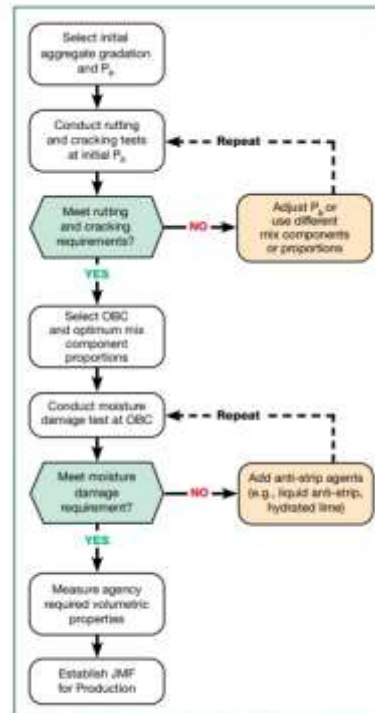 Select initial
aggregate gradation
and Pb
Conduct rutting
and cracking tests
at initial Pb
Repeat
Meet rutting
and cracking
requirements?
NO
Adjust Pb or
use different
mix components
or proportions
YES
Select OBC
and optimum mix
component
proportions
Conduct moisture
damage test at OBC
Repeat
Meet moisture
damage
requirement?
NO
Add anti-strip agents
(e.g., liquid anti-strip,
hydrated lime)
YES
Measure agency
required volumetric
properties
Establish JMF
for Production